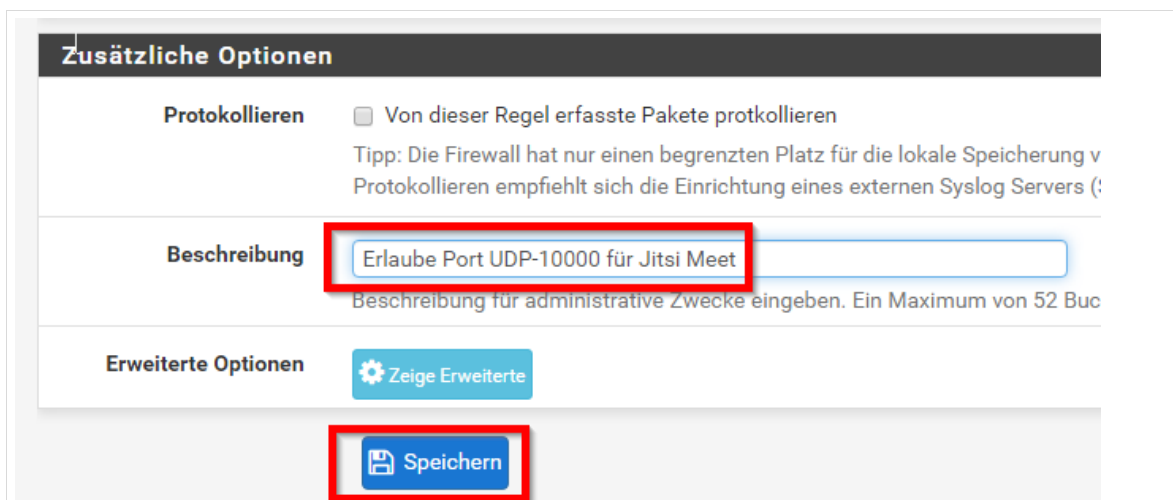 Zusätzliche Optionen
Protokollieren
Von dieser Regel erfasste Pakete protkollieren
Tipp: Die Firewall hat nur einen begrenzten Platz für die lokale Speicherung v
Protokollieren empfiehlt sich die Einrichtung eines externen Syslog Servers (
Beschreibung
Erlaube Port UDP-10000 für Jitsi Meet
Beschreibung für administrative Zwecke eingeben. Ein Maximum von 52 Buc
Erweiterte Optionen
Zeige Erweiterte
Speichern